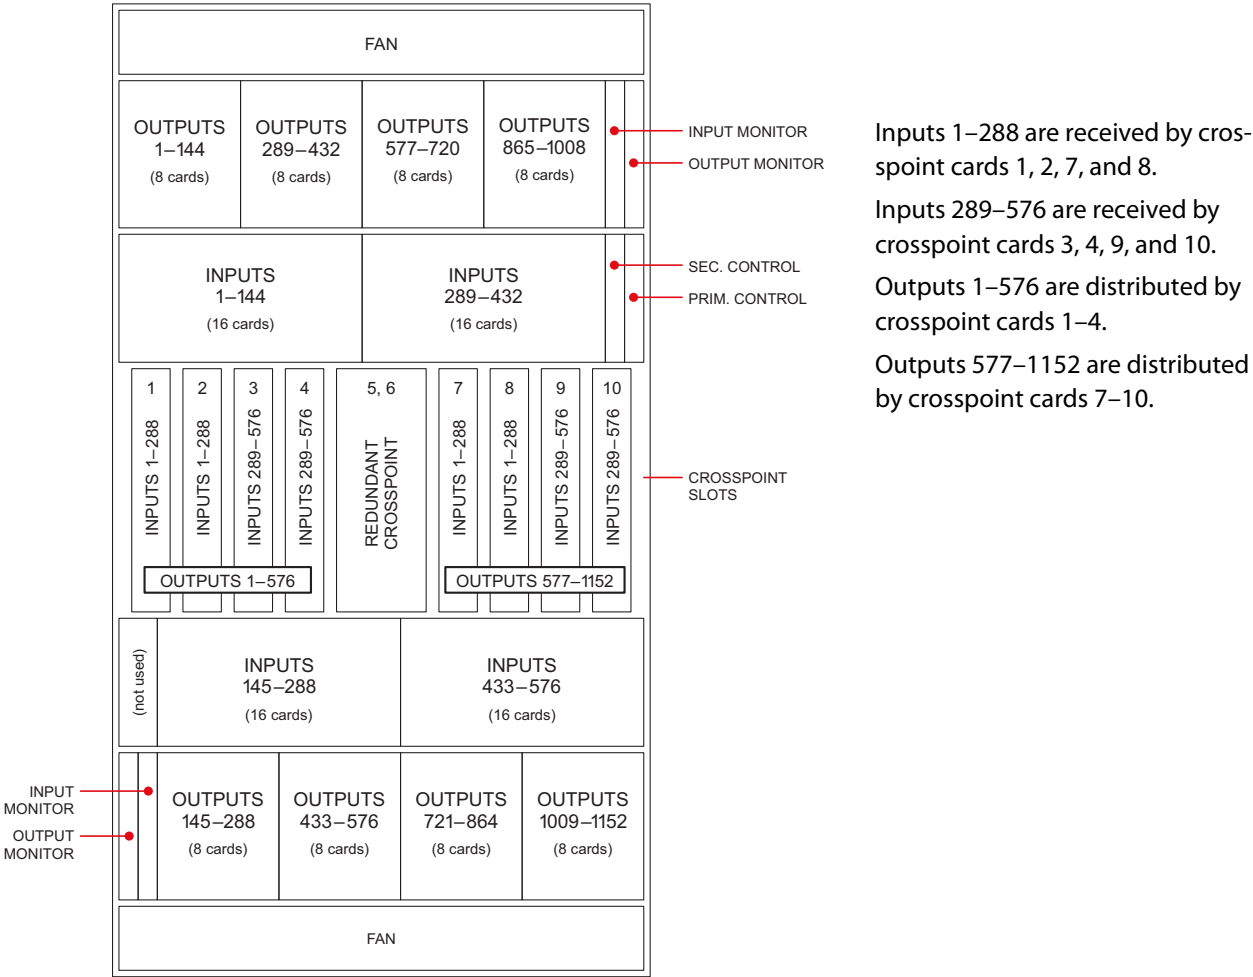 FAN
OUTPUTS
1–144
(8 cards)
OUTPUTS
289–432
(8 cards)
OUTPUTS
577–720
(8 cards)
OUTPUTS
865–1008
(8 cards)
INPUT MONITOR
OUTPUT MONITOR
INPUTS
1–144
(16 cards)
INPUTS
289–432
(16 cards)
SEC. CONTROL
PRIM. CONTROL
1
INPUTS 1–288
2
INPUTS 1–288
3
INPUTS 289–576
4
INPUTS 289–576
OUTPUTS 1–576
5, 6
REDUNDANT
CROSSPOINT
7
INPUTS 1–288
8
INPUTS 1–288
9
INPUTS 289–576
10
INPUTS 289–576
OUTPUTS 577–1152
CROSSPOINT
SLOTS
(not used)
INPUTS
145–288
(16 cards)
INPUTS
433–576
(16 cards)
INPUT
MONITOR
OUTPUT
MONITOR
OUTPUTS
145–288
(8 cards)
OUTPUTS
433–576
(8 cards)
OUTPUTS
721–864
(8 cards)
OUTPUTS
1009–1152
(8 cards)
FAN
Inputs 1–288 are received by cros-
spoint cards 1, 2, 7, and 8.
Inputs 289–576 are received by
crosspoint cards 3, 4, 9, and 10.
Outputs 1–576 are distributed by
crosspoint cards 1–4.
Outputs 577–1152 are distributed
by crosspoint cards 7–10.